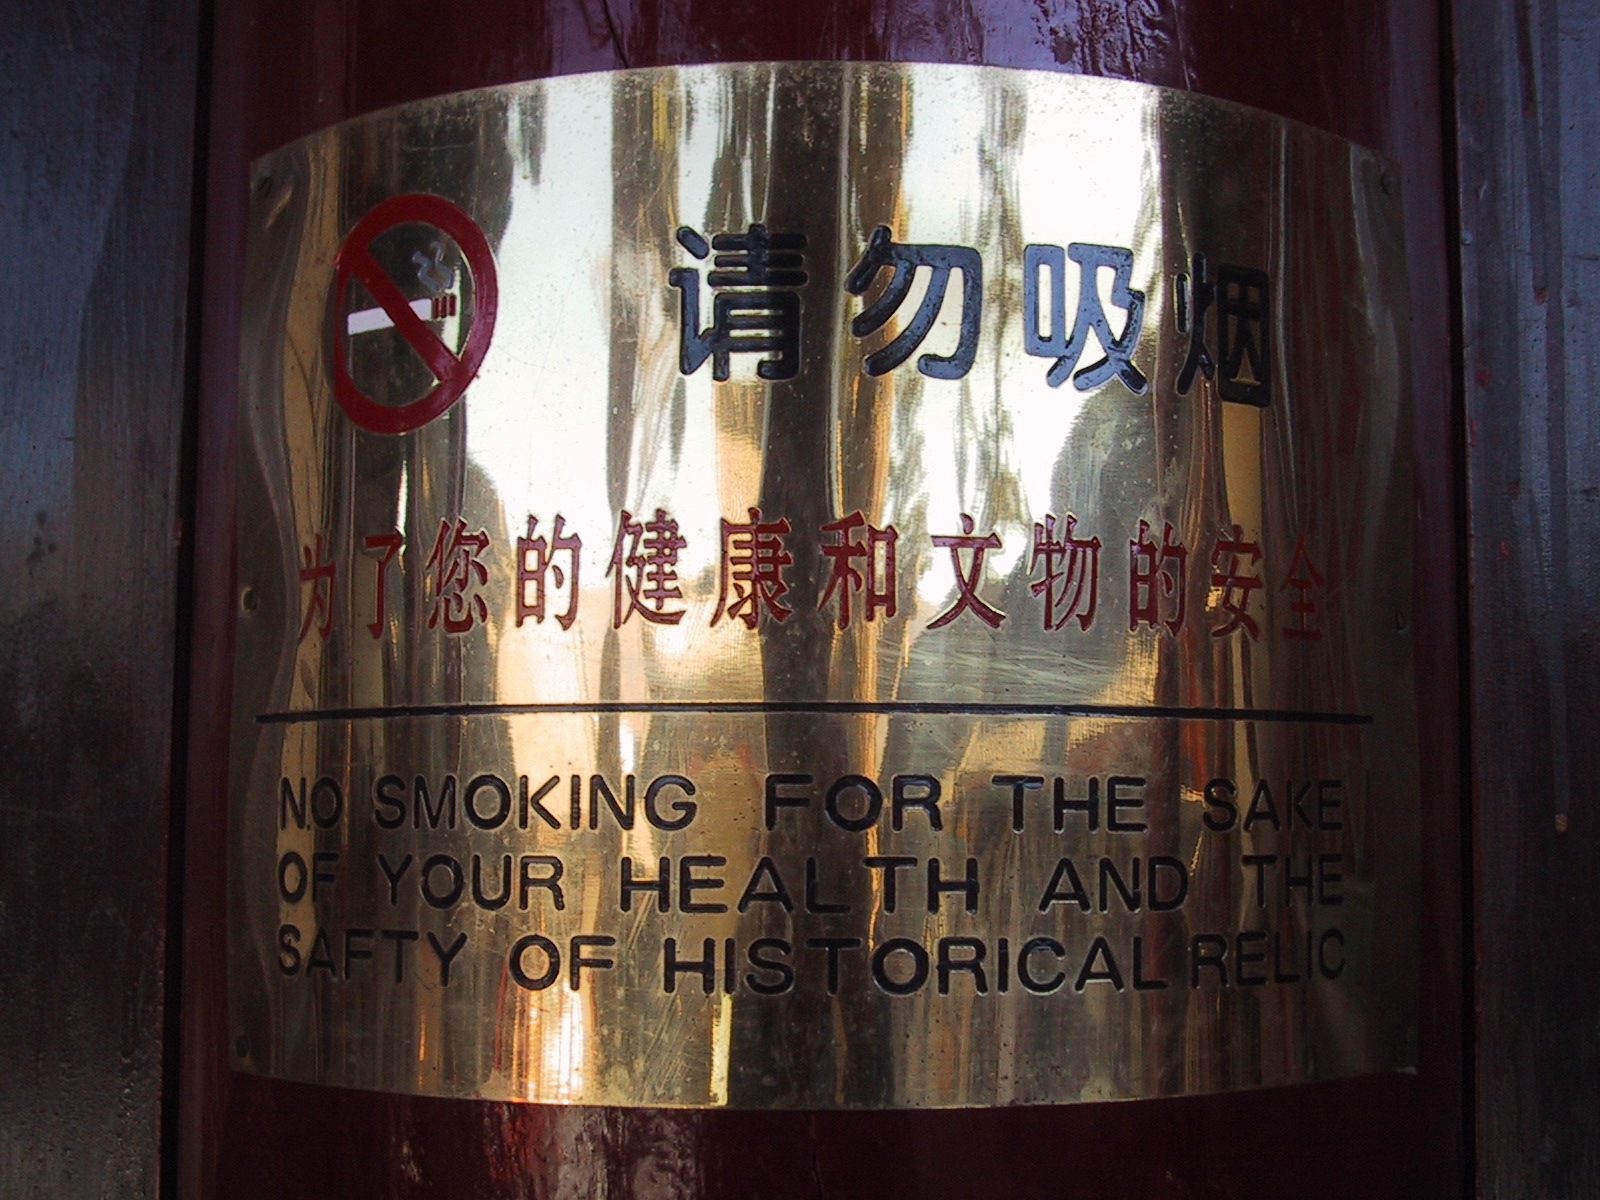 请勿吸烟
为了您的健康和文物的安全
NO SMOKING FOR THE SAKE
OF YOUR HEALTH AND THE
SAFTY OF HISTORICAL RELIC